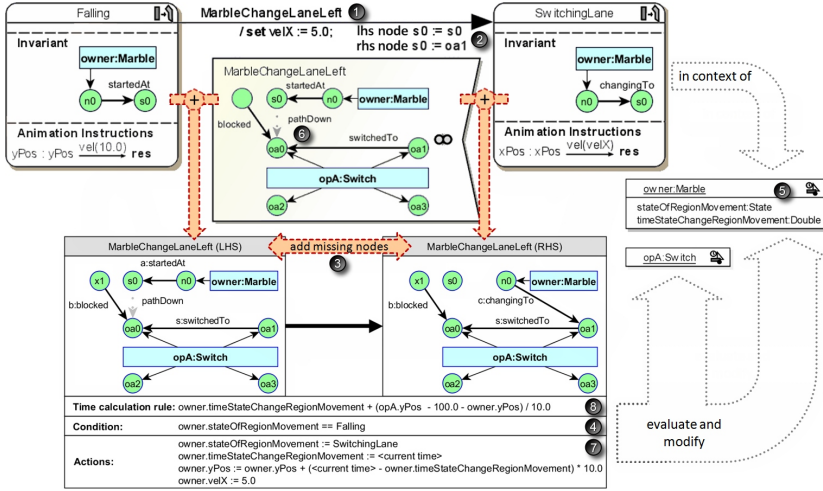 Falling
MarbleChangeLaneLeft 1
/ set velX := 5.0;
lhs node s0 := s0
rhs node s0 := oa1
2
SwitchingLane
Invariant
owner:Marble
startedAt
n0
s0
Animation Instructions
yPos : yPos vel(10.0) res
+
MarbleChangeLaneLeft
startedAt
s0
n0
owner:Marble
blocked
pathDown
6
switchedTo
oa0
oa1
∞
opA:Switch
oa2
oa3
+
Invariant
owner:Marble
changingTo
n0
s0
Animation Instructions
xPos : xPos vel(velX) res
in context of
owner:Marble 5
stateOfRegionMovement:State
timeStateChangeRegionMovement:Double
opA:Switch
MarbleChangeLaneLeft (LHS)
add missing nodes
3
MarbleChangeLaneLeft (RHS)
a:startedAt
x1
s0
n0
owner:Marble
b:blocked
pathDown
s:switchedTo
oa0
oa1
opA:Switch
oa2
oa3
x1
s0
n0
owner:Marble
b:blocked
c:changingTo
s:switchedTo
oa0
oa1
opA:Switch
oa2
oa3
Time calculation rule: owner.timeStateChangeRegionMovement + (opA.yPos - 100.0 - owner.yPos) / 10.0 8
Condition: owner.stateOfRegionMovement == Falling 4
Actions:
owner.stateOfRegionMovement := SwitchingLane 7
owner.timeStateChangeRegionMovement := <current time>
owner.yPos := owner.yPos + (<current time> - owner.timeStateChangeRegionMovement) * 10.0
owner.velX := 5.0
evaluate and
modify